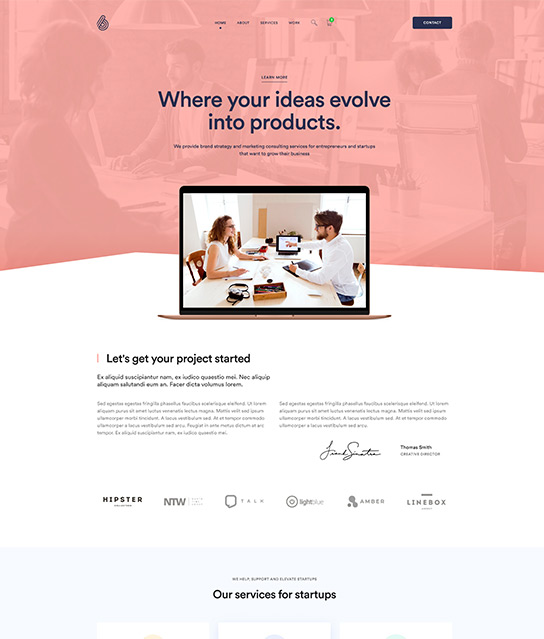 HOME ABOUT SERVICES WORK CONTACT
LEARN MORE
Where your ideas evolve
into products.
We provide brand strategy and marketing consulting services for entrepreneurs and startups
that want to grow their business
Let's get your project started
Ex aliquid suscipiantur nam, ex iudico quaestio mei. Nec aliquip
aliquam salutandi eum an. Facer dicta volumus lorem.
Sed egestas egestas fringilla phasellus faucibus scelerisque eleifend. Ut lorem
aliquam purus sit amet luctus venenatis lectus magna. Mattis velit sed ipsum
ullamcorper morbi tincidunt. A lacus vestibulum sed. At et tempor commodo
ullamcorper a lacus vestibulum sed arcu. Feugiat in ante metus dictum at arc
tempor. Ex aliquid suscipiantur nam, ex iudico quaestio mei.
Sed egestas egestas fringilla phasellus faucibus scelerisque eleifend. Ut lorem
aliquam purus sit amet luctus venenatis lectus magna. Mattis velit sed ipsum
ullamcorper morbi tincidunt. A lacus vestibulum sed. At et tempor commodo
ullamcorper a lacus vestibulum sed arcu.
Frank Sinatra
Thomas Smith
CREATIVE DIRECTOR
HIPSTER
NTW
TALK
lightblue
AMBER
LINEBOX
WE HELP, SUPPORT AND ELEVATE STARTUPS
Our services for startups